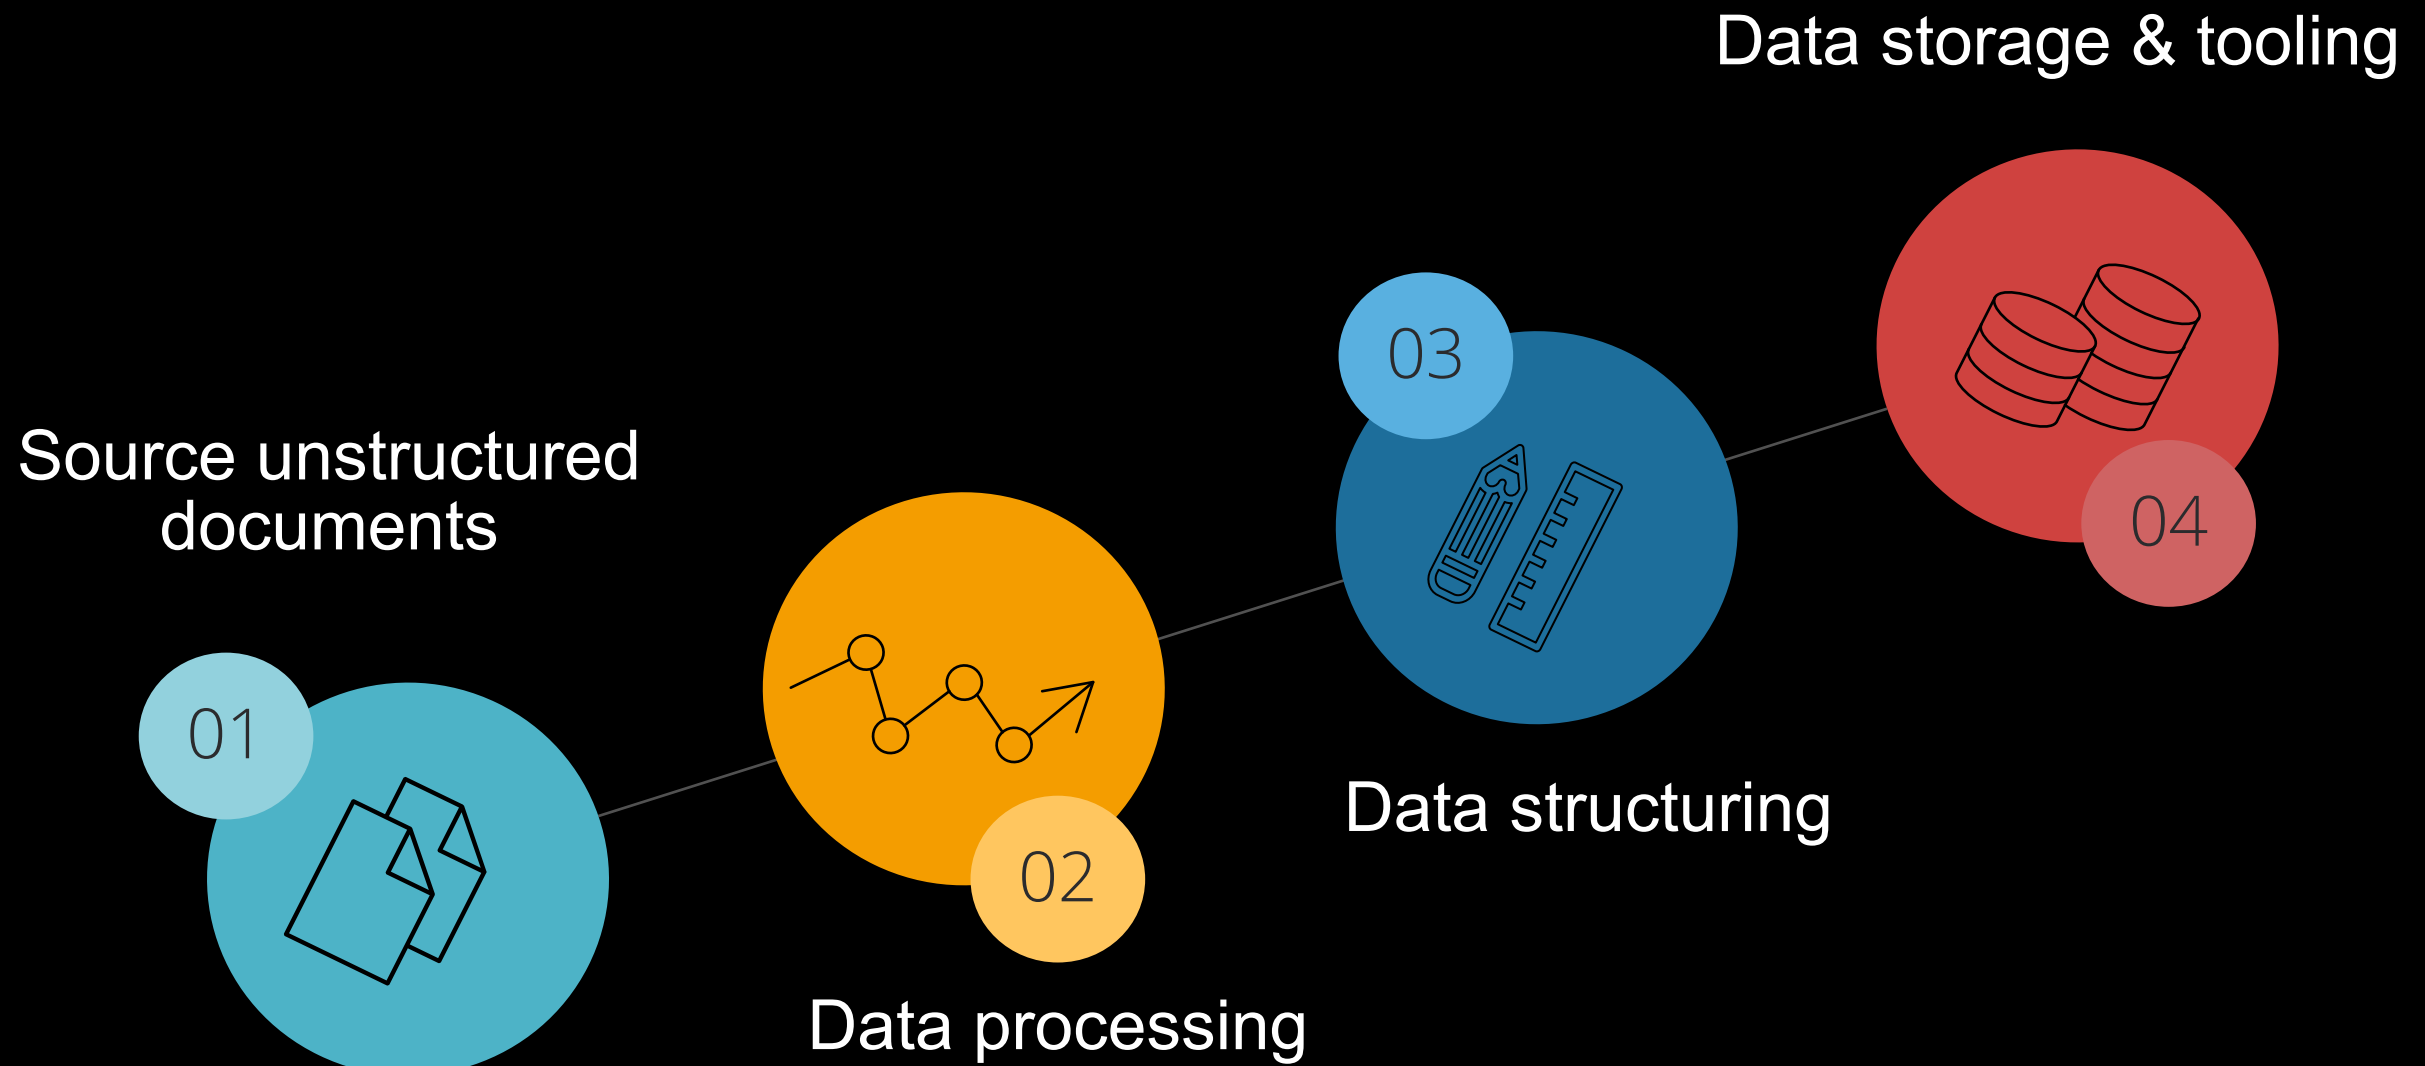 01
Source unstructured
documents
02
Data processing
03
Data structuring
04
Data storage & tooling